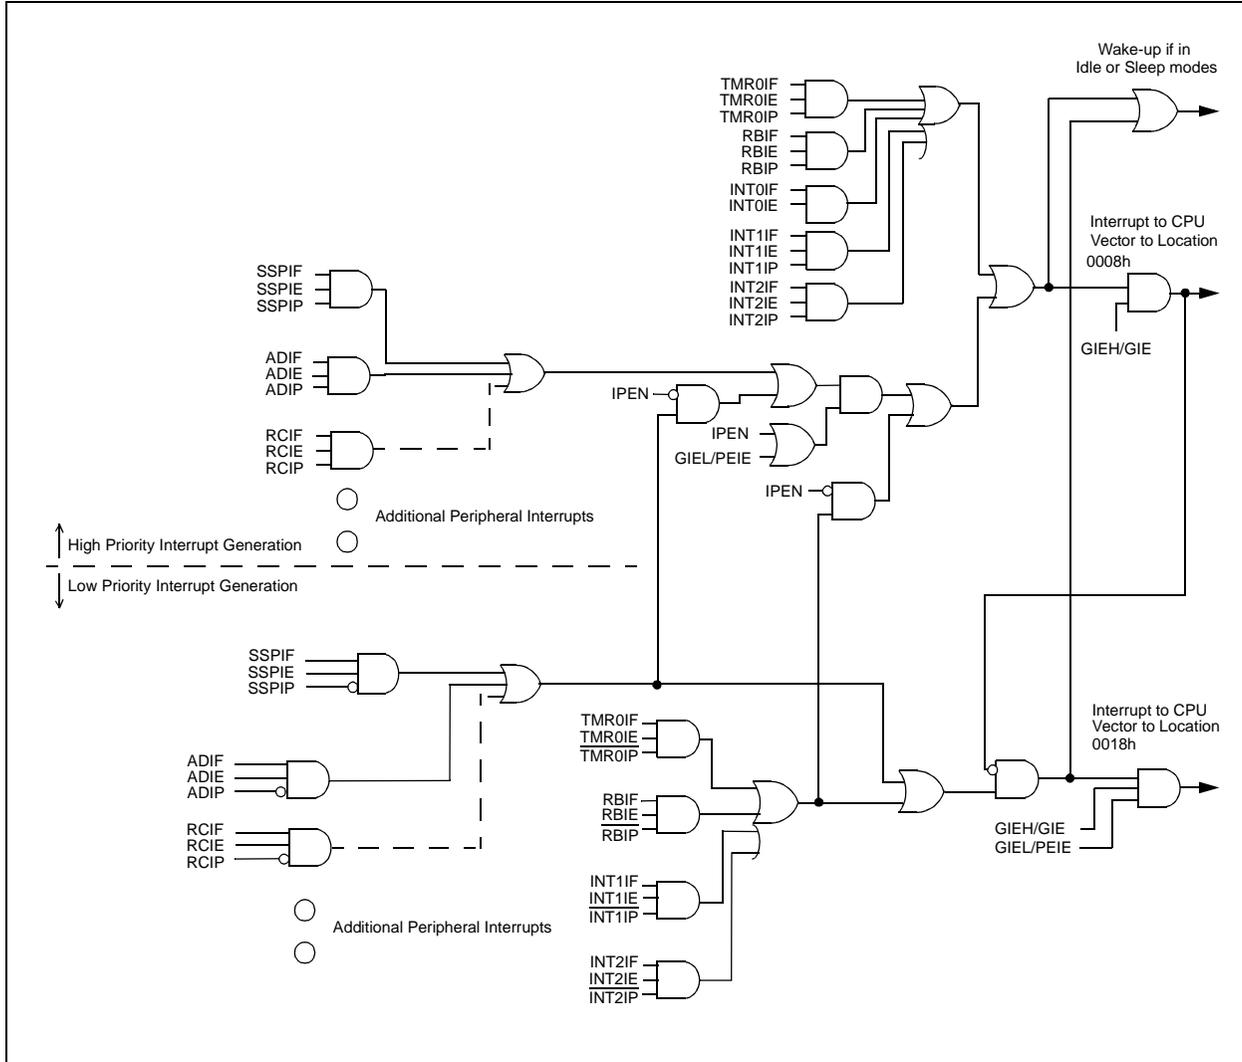 Wake-up if in
Idle or Sleep modes
TMR0IF
TMR0IE
TMR0IP
RBIF
RBIE
RBIP
INT0IF
INT0IE
INT1IF
INT1IE
INT1IP
INT2IF
INT2IE
INT2IP
Interrupt to CPU
Vector to Location
0008h
GIEH/GIE
SSPIF
SSPIE
SSPIP
ADIF
ADIE
ADIP
RCIF
RCIE
RCIP
IPEN
IPEN
GIEL/PEIE
IPEN
Additional Peripheral Interrupts
High Priority Interrupt Generation
Low Priority Interrupt Generation
SSPIF
SSPIE
SSPIP
ADIF
ADIE
ADIP
RCIF
RCIE
RCIP
Additional Peripheral Interrupts
TMR0IF
TMR0IE
TMR0IP
RBIF
RBIE
RBIP
INT1IF
INT1IE
INT1IP
INT2IF
INT2IE
INT2IP
Interrupt to CPU
Vector to Location
0018h
GIEH/GIE
GIEL/PEIE